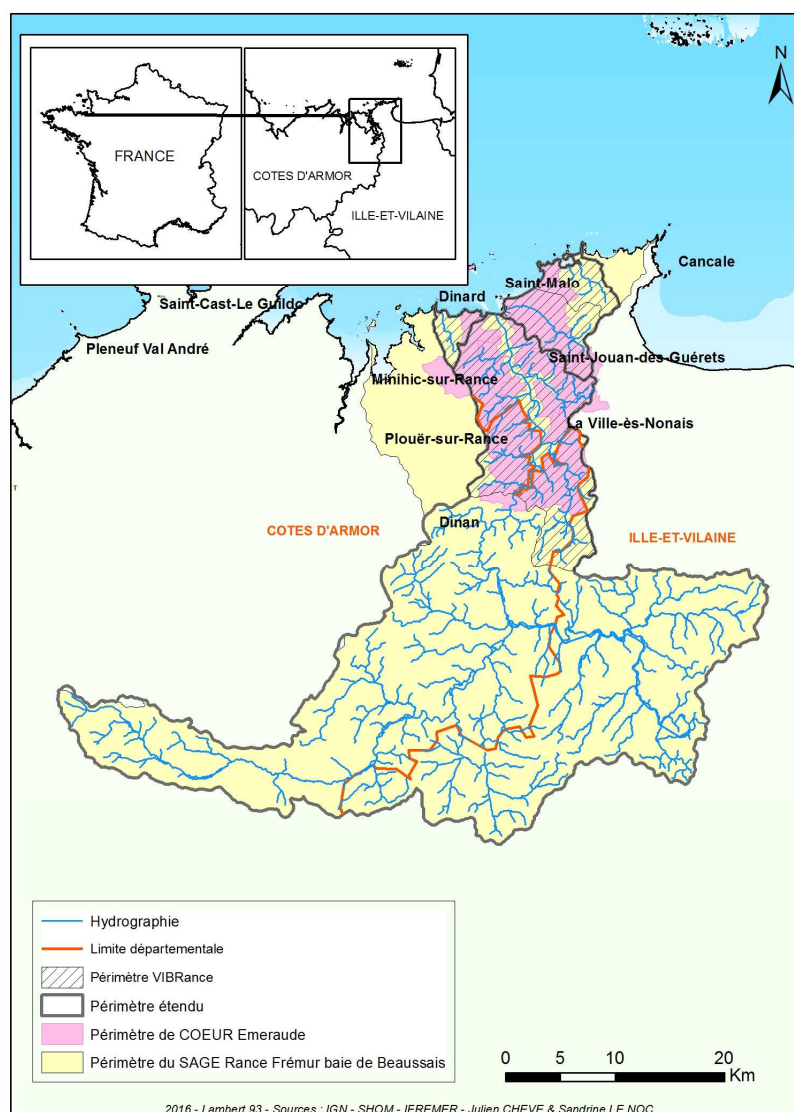 N
FRANCE
COTES D'ARMOR
ILLE-ET-VILAINE
Cancale
Saint-Malo
Dinard
Saint-Cast-Le Guildo
Pleneuf Val André
Saint-Jouan-des-Guérets
Minihic-sur-Rance
La Ville-ès-Nonais
Plouër-sur-Rance
Dinan
COTES D'ARMOR
ILLE-ET-VILAINE
Hydrographie
Limite départementale
Périmètre VIBRance
Périmètre étendu
Périmètre de COEUR Emeraude
Périmètre du SAGE Rance Frémur baie de Beaussais
0 5 10 20
Km
2016 - Lambert 93 - Sources : IGN - SHOM - IFREMER - Julien CHEVE & Sandrine LE NOC